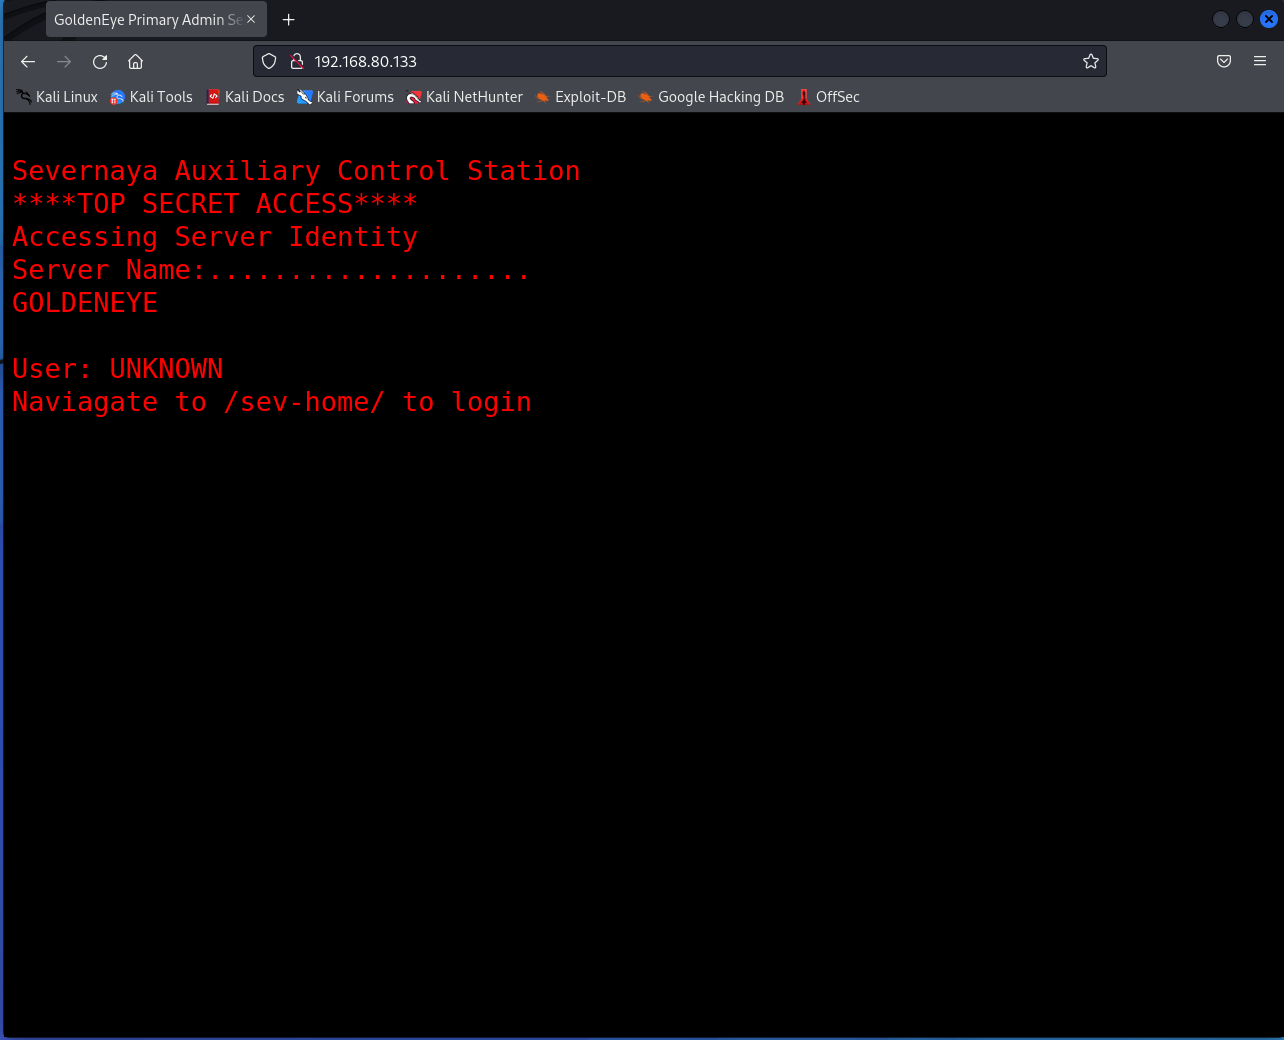 GoldenEye Primary Admin Se
192.168.80.133
Kali Linux Kali Tools Kali Docs Kali Forums Kali NetHunter Exploit-DB Google Hacking DB OffSec
Severnaya Auxiliary Control Station
****TOP SECRET ACCESS****
Accessing Server Identity
Server Name:....................
GOLDENEYE
User: UNKNOWN
Naviagate to /sev-home/ to login